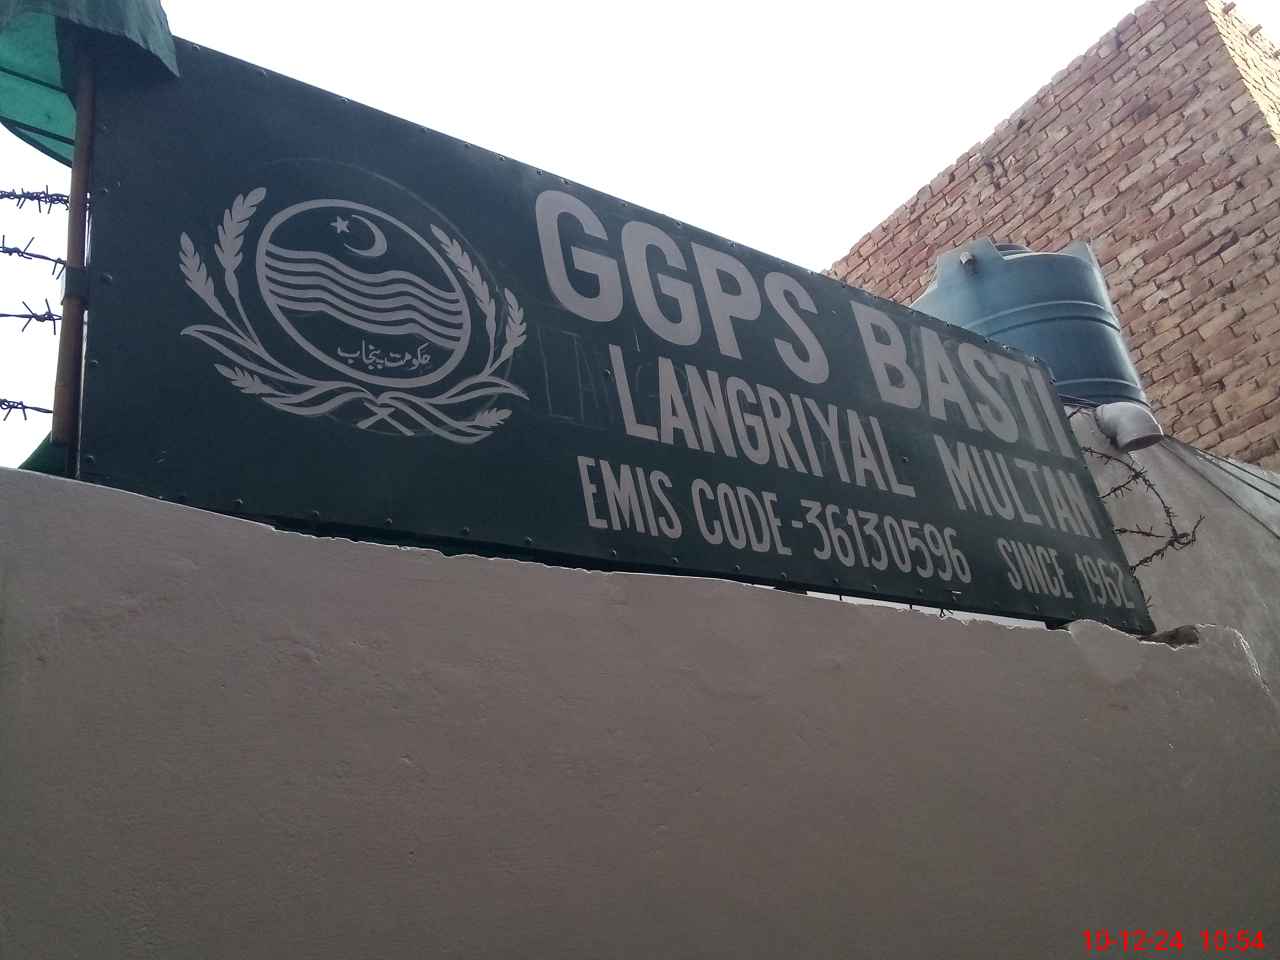 حکومت پنجاب
GGPS BASTI
LANGRIYAL MULTAN
EMIS CODE-36130596 SINCE 1962
10-12-24 10:54